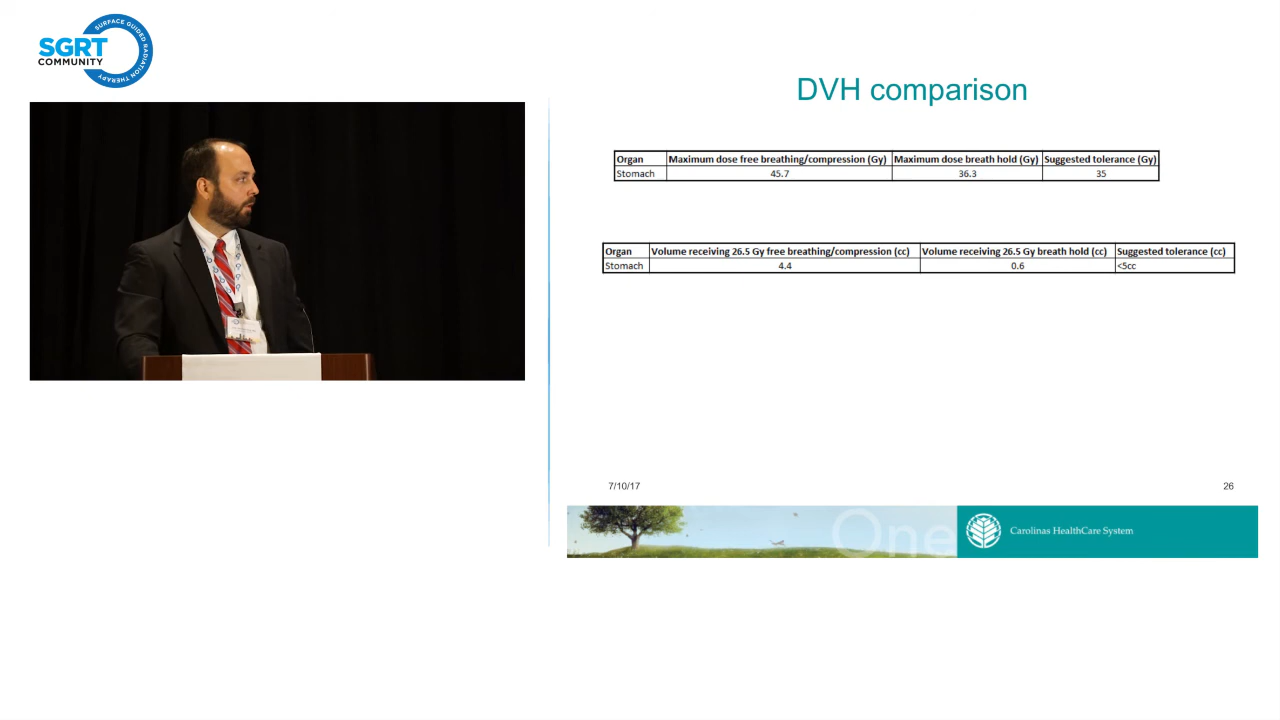 SURFACE GUIDED RADIATION THERAPY
SGRT
COMMUNITY
DVH comparison
Organ Maximum dose free breathing/compression (Gy) Maximum dose breath hold (Gy) Suggested tolerance (Gy)
Stomach 45.7 36.3 35
Organ Volume receiving 26.5 Gy free breathing/compression (cc) Volume receiving 26.5 Gy breath hold (cc) Suggested tolerance (cc)
Stomach 4.4 0.6 <5cc
7/10/17 26
One
Carolinas HealthCare System